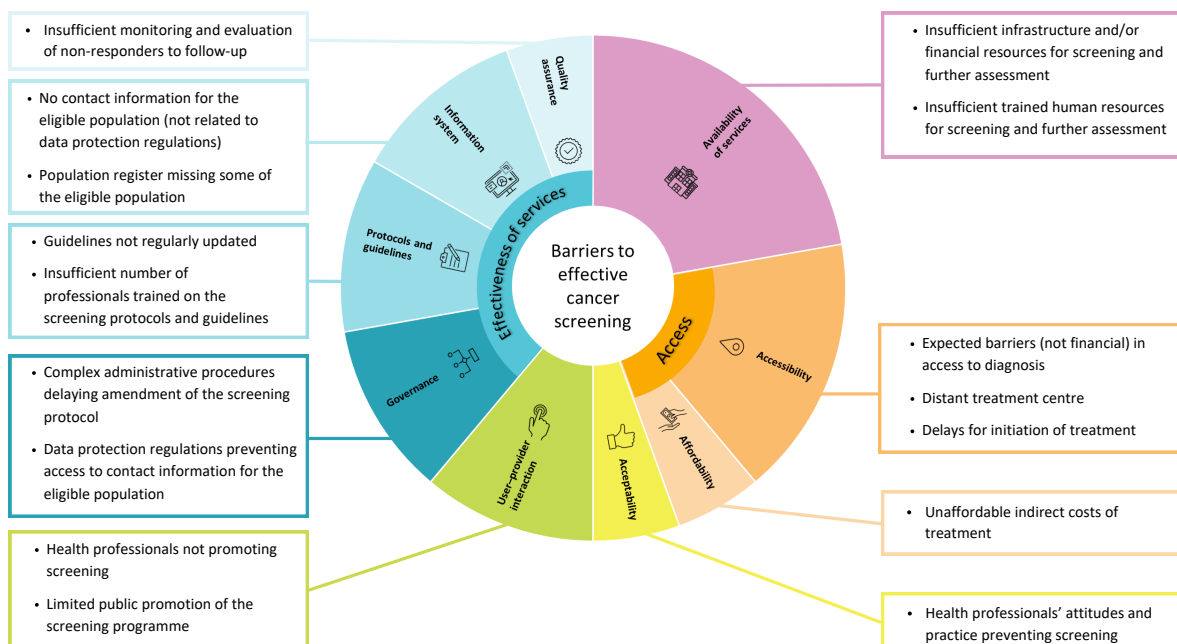 • Insufficient monitoring and evaluation
of non-responders to follow-up
• No contact information for the
eligible population (not related to
data protection regulations)
• Population register missing some of
the eligible population
• Guidelines not regularly updated
• Insufficient number of
professionals trained on the
screening protocols and guidelines
• Complex administrative procedures
delaying amendment of the screening
protocol
• Data protection regulations preventing
access to contact information for the
eligible population
• Health professionals not promoting
screening
• Limited public promotion of the
screening programme
Quality
assurance
Information
system
Protocols and
guidelines
Governance
User–provider
interaction
Acceptability
Affordability
Accessibility
Availability
of services
Effectiveness of services
Access
Barriers to
effective
cancer
screening
• Insufficient infrastructure and/or
financial resources for screening and
further assessment
• Insufficient trained human resources
for screening and further assessment
• Expected barriers (not financial) in
access to diagnosis
• Distant treatment centre
• Delays for initiation of treatment
• Unaffordable indirect costs of
treatment
• Health professionals’ attitudes and
practice preventing screening